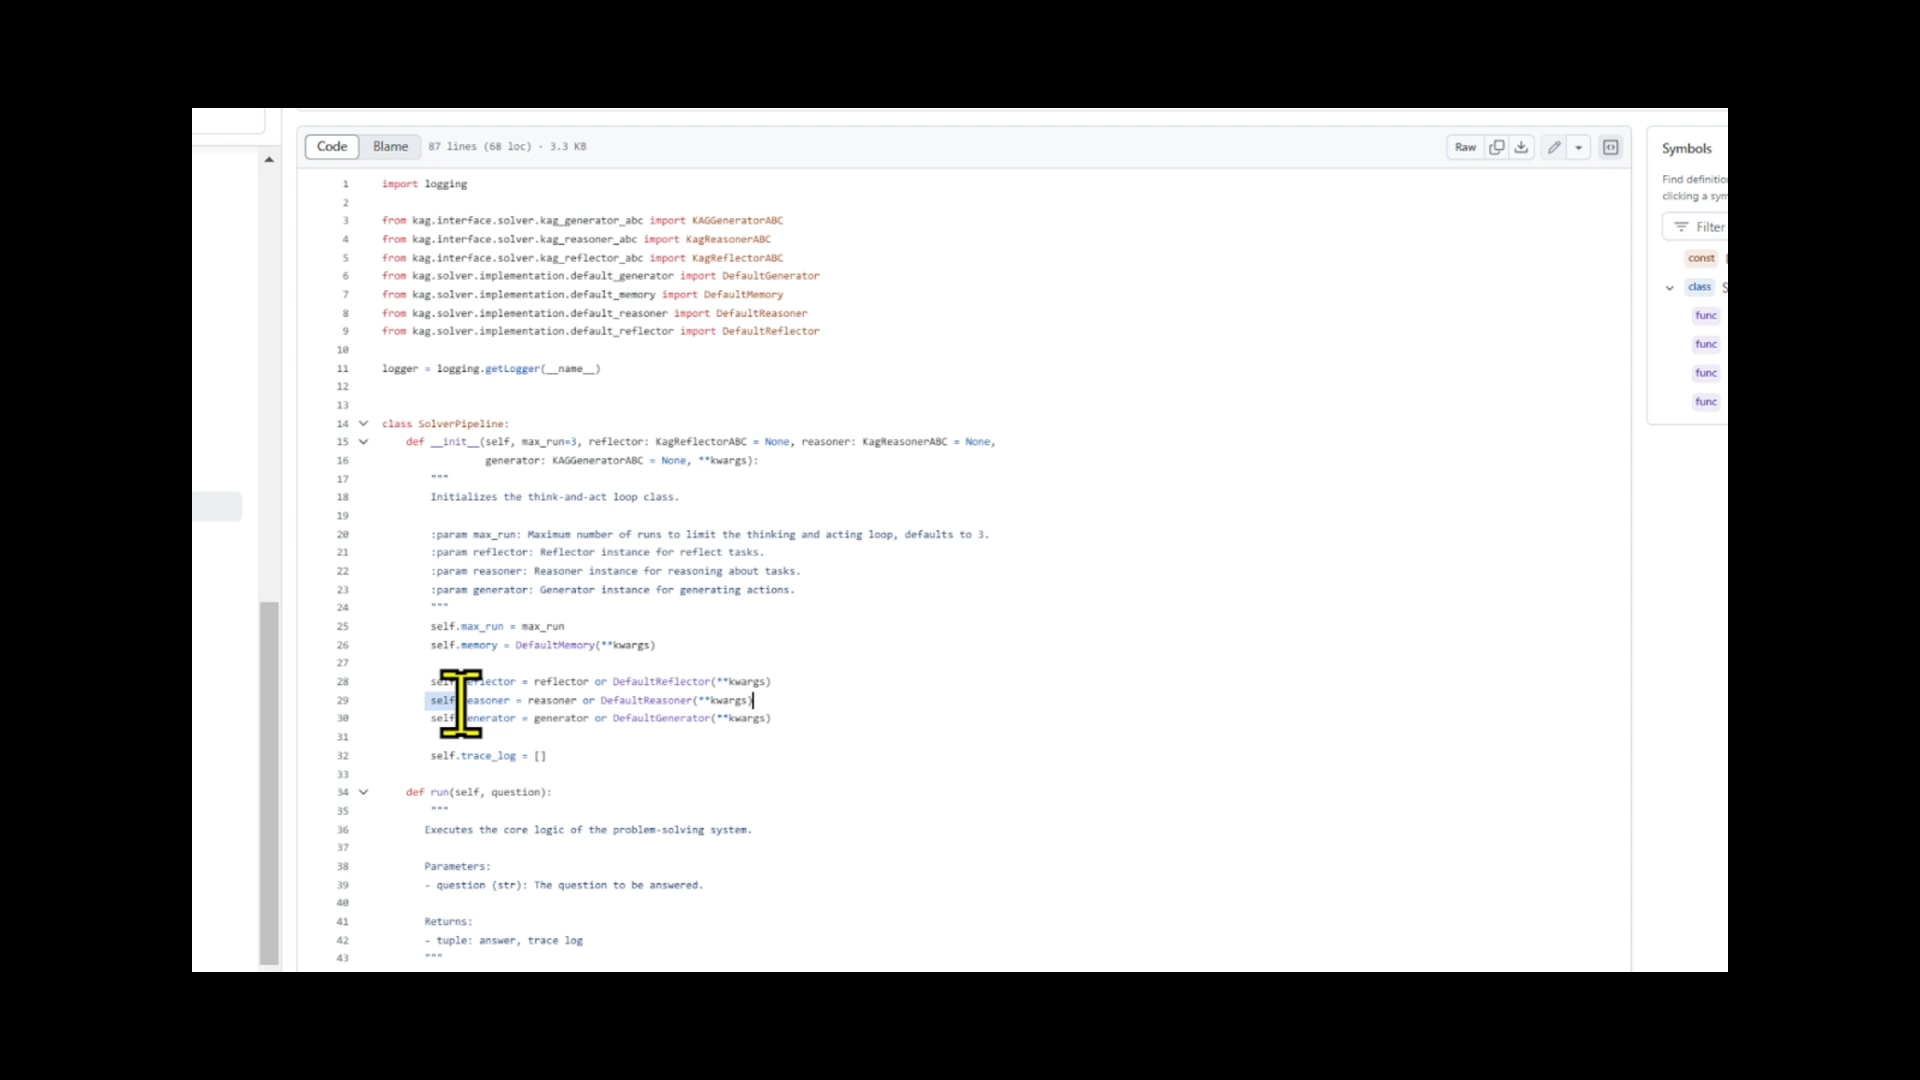 Code Blame 87 lines (68 loc) · 3.3 KB Raw
1 import logging
2
3 from kag.interface.solver.kag_generator_abc import KAGGeneratorABC
4 from kag.interface.solver.kag_reasoner_abc import KagReasonerABC
5 from kag.interface.solver.kag_reflector_abc import KagReflectorABC
6 from kag.solver.implementation.default_generator import DefaultGenerator
7 from kag.solver.implementation.default_memory import DefaultMemory
8 from kag.solver.implementation.default_reasoner import DefaultReasoner
9 from kag.solver.implementation.default_reflector import DefaultReflector
10
11 logger = logging.getLogger(__name__)
12
13
14 class SolverPipeline:
15 def __init__(self, max_run=3, reflector: KagReflectorABC = None, reasoner: KagReasonerABC = None,
16 generator: KAGGeneratorABC = None, **kwargs):
17 """
18 Initializes the think-and-act loop class.
19
20 :param max_run: Maximum number of runs to limit the thinking and acting loop, defaults to 3.
21 :param reflector: Reflector instance for reflect tasks.
22 :param reasoner: Reasoner instance for reasoning about tasks.
23 :param generator: Generator instance for generating actions.
24 """
25 self.max_run = max_run
26 self.memory = DefaultMemory(**kwargs)
27
28 = reflector or DefaultReflector(**kwargs)
29 = reasoner or DefaultReasoner(**kwargs)
30 = generator or DefaultGenerator(**kwargs)
31
32 self.trace_log = []
33
34 def run(self, question):
35 """
36 Executes the core logic of the problem-solving system.
37
38 Parameters:
39 - question (str): The question to be answered.
40
41 Returns:
42 - tuple: answer, trace log
43 """
Symbols
Find
clicking a
Filter
const
class
func
func
func
func